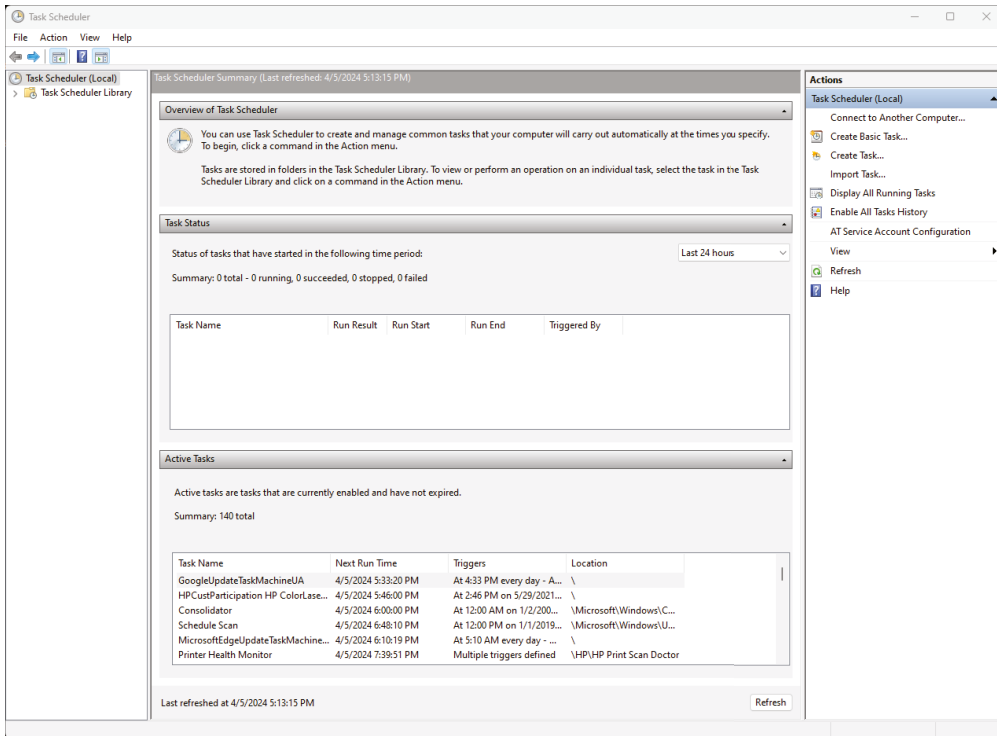 Task Scheduler
File Action View Help
Task Scheduler (Local)
Task Scheduler Library
Task Scheduler Summary (Last refreshed: 4/5/2024 5:13:15 PM)
Overview of Task Scheduler
You can use Task Scheduler to create and manage common tasks that your computer will carry out automatically at the times you specify.
To begin, click a command in the Action menu.
Tasks are stored in folders in the Task Scheduler Library. To view or perform an operation on an individual task, select the task in the Task
Scheduler Library and click on a command in the Action menu.
Task Status
Status of tasks that have started in the following time period:
Last 24 hours
Summary: 0 total - 0 running, 0 succeeded, 0 stopped, 0 failed
Task Name Run Result Run Start Run End Triggered By
Active Tasks
Active tasks are tasks that are currently enabled and have not expired.
Summary: 140 total
Task Name Next Run Time Triggers Location
GoogleUpdateTaskMachineUA 4/5/2024 5:33:20 PM At 4:33 PM every day - A... \
HPCustParticipation HP ColorLase... 4/5/2024 5:46:00 PM At 2:46 PM on 5/29/2021... \
Consolidator 4/5/2024 6:00:00 PM At 12:00 AM on 1/2/200... \Microsoft\Windows\C...
Schedule Scan 4/5/2024 6:48:10 PM At 12:00 PM on 1/1/2019... \Microsoft\Windows\U...
MicrosoftEdgeUpdateTaskMachine... 4/5/2024 6:10:19 PM At 5:10 AM every day - ... \
Printer Health Monitor 4/5/2024 7:39:51 PM Multiple triggers defined \HP\HP Print Scan Doctor
Last refreshed at 4/5/2024 5:13:15 PM
Refresh
Actions
Task Scheduler (Local)
Connect to Another Computer...
Create Basic Task...
Create Task...
Import Task...
Display All Running Tasks
Enable All Tasks History
AT Service Account Configuration
View
Refresh
Help